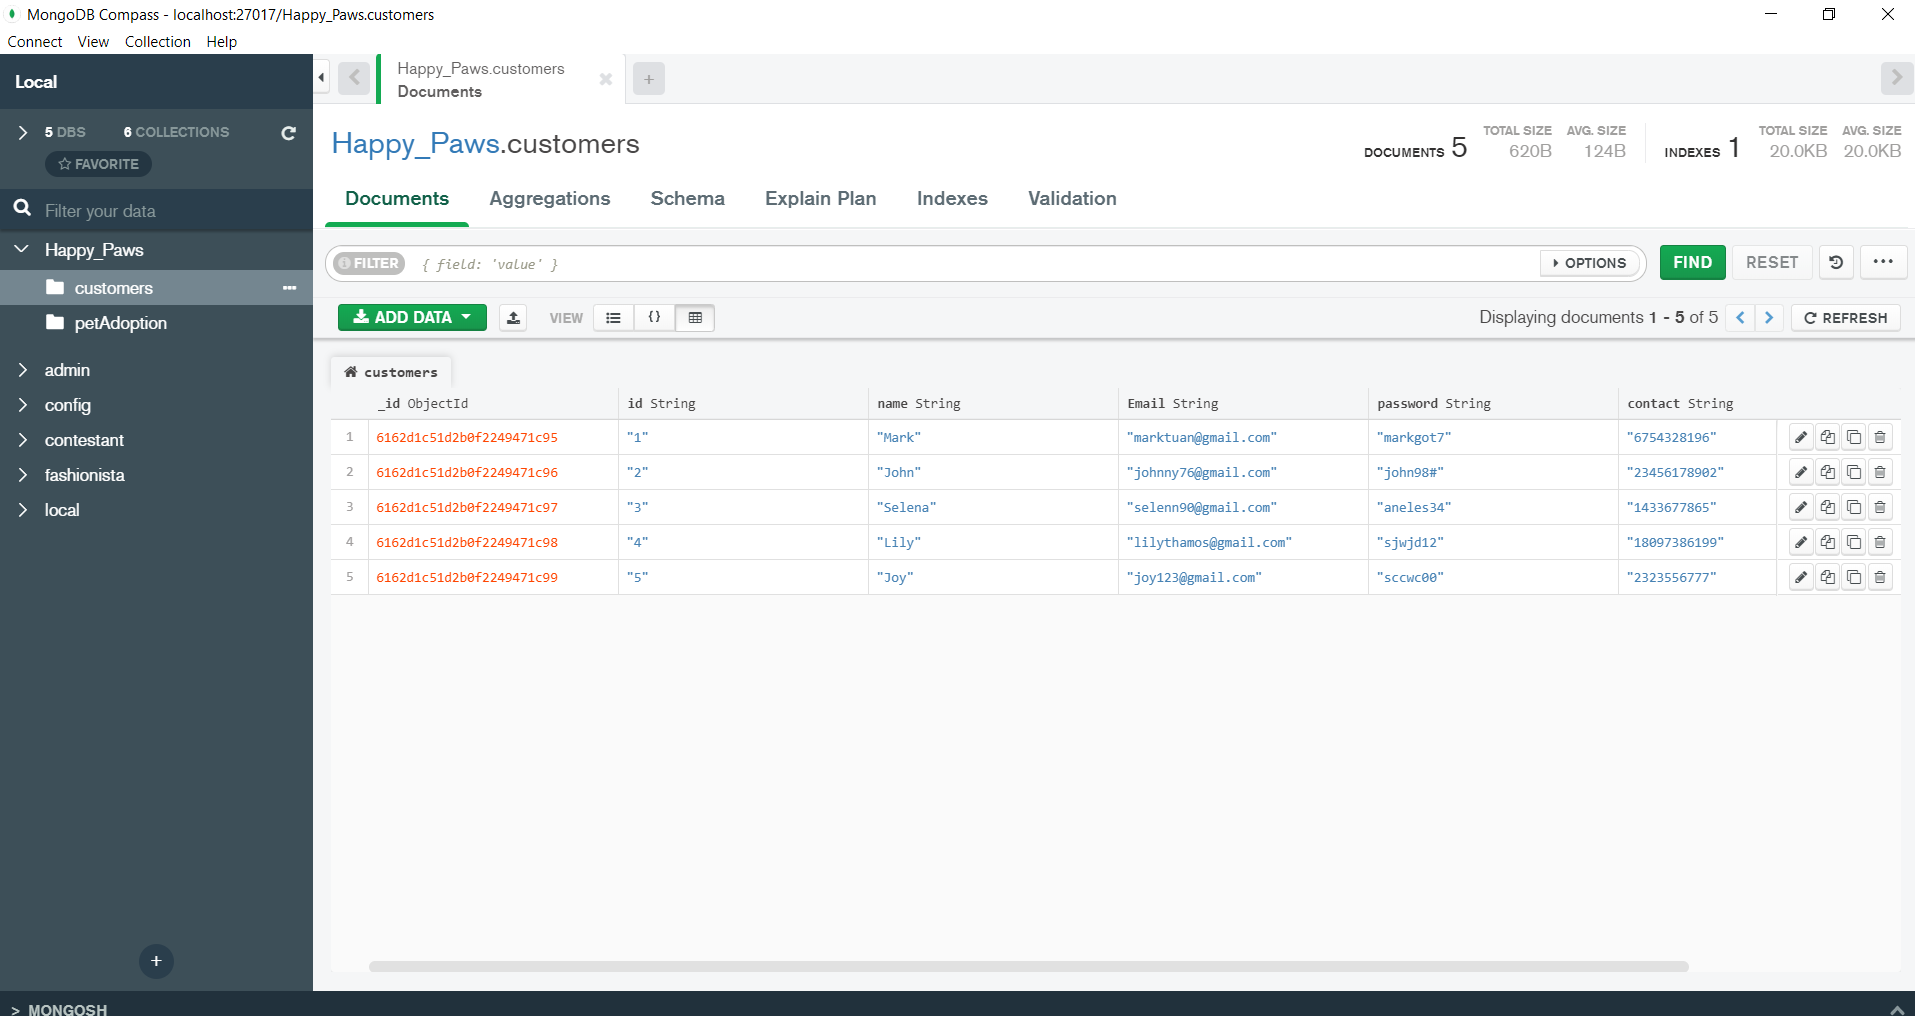 MongoDB Compass - localhost:27017/Happy_Paws.customers
Connect View Collection Help
Local
5 DBS 6 COLLECTIONS
FAVORITE
Filter your data
Happy_Paws
customers
petAdoption
admin
config
contestant
fashionista
local
> MONGOSH
Happy_Paws.customers
Documents
Happy_Paws.customers
DOCUMENTS 5 TOTAL SIZE 620B AVG. SIZE 124B INDEXES 1 TOTAL SIZE 20.0KB AVG. SIZE 20.0KB
Documents Aggregations Schema Explain Plan Indexes Validation
FILTER { field: 'value' } OPTIONS FIND RESET
ADD DATA VIEW {} Displaying documents 1 - 5 of 5 REFRESH
customers
_id ObjectId id String name String Email String password String contact String
1 6162d1c51d2b0f2249471c95 "1" "Mark" "marktuan@gmail.com" "markgot7" "6754328196"
2 6162d1c51d2b0f2249471c96 "2" "John" "johnny76@gmail.com" "john98#" "23456178902"
3 6162d1c51d2b0f2249471c97 "3" "Selena" "selenn90@gmail.com" "aneles34" "1433677865"
4 6162d1c51d2b0f2249471c98 "4" "Lily" "lilythamos@gmail.com" "sjwjd12" "18097386199"
5 6162d1c51d2b0f2249471c99 "5" "Joy" "joy123@gmail.com" "sccwc00" "2323556777"